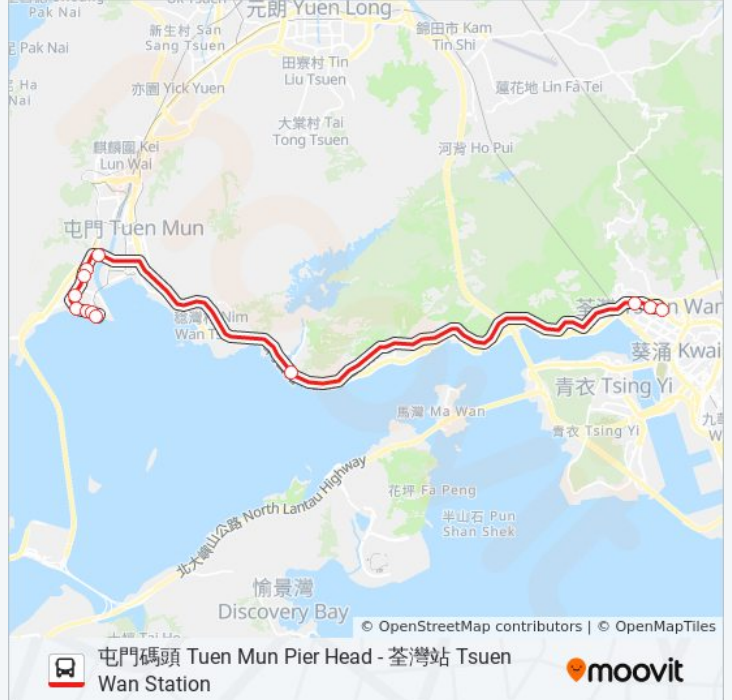 Pak Nai
元朗 Yuen Long
新生村 San
Sang Tsuen
錦田市 Kam
Tin Shi
Pak Nai
田寮村 Tin
Liu Tsuen
Ha
Nai
亦園 Yick Yuen
蓮花地 Lin Fa Tei
大棠村 Tai
Tong Tsuen
麒麟圍 Kei
Lun Wai
河背 Ho Pui
屯門 Tuen Mun
Nim
Wan
葵涌 Kwai
青衣 Tsing Yi
馬灣 Ma Wan
青衣 Tsing Yi
北大嶼山公路 North Lantau Highway
花坪 Fa Peng
半山石 Pun
Shan Shek
愉景灣
Discovery Bay
© OpenStreetMap contributors | © OpenMapTiles
屯門碼頭 Tuen Mun Pier Head - 荃灣站 Tsuen
Wan Station
moovit